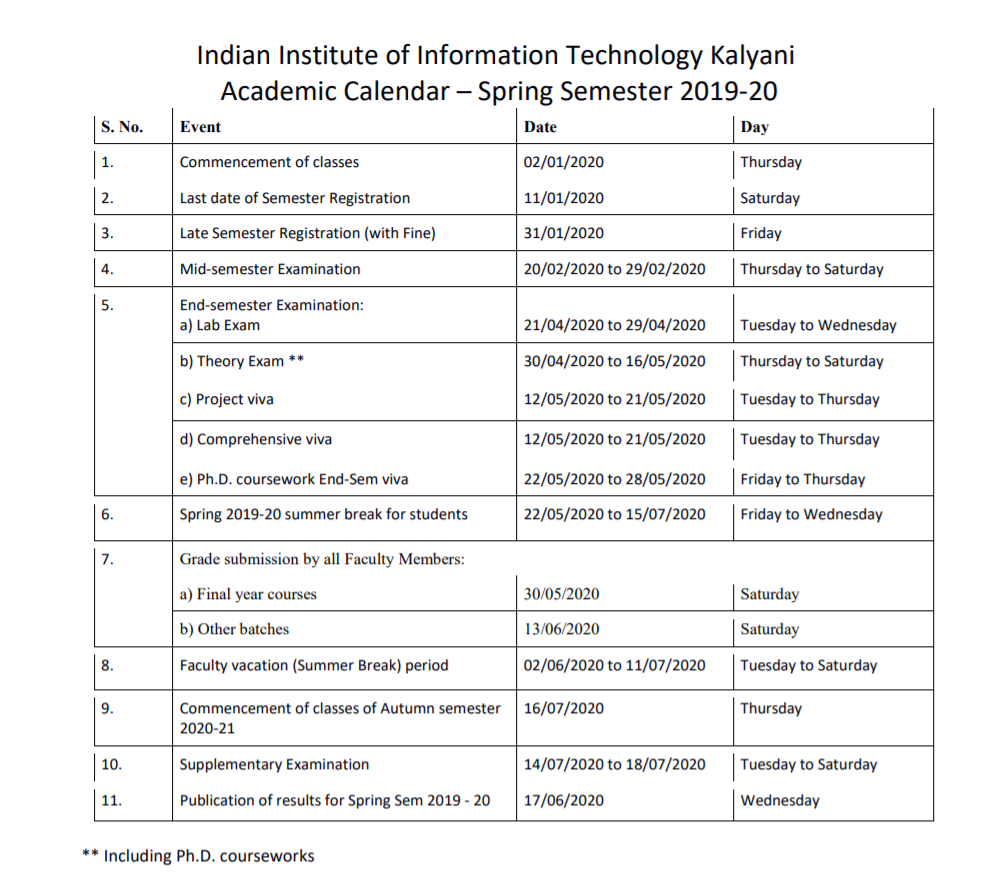 Indian Institute of Information Technology Kalyani
Academic Calendar – Spring Semester 2019-20
S. No. Event Date Day
1. Commencement of classes 02/01/2020 Thursday
2. Last date of Semester Registration 11/01/2020 Saturday
3. Late Semester Registration (with Fine) 31/01/2020 Friday
4. Mid-semester Examination 20/02/2020 to 29/02/2020 Thursday to Saturday
5. End-semester Examination:
a) Lab Exam 21/04/2020 to 29/04/2020 Tuesday to Wednesday
b) Theory Exam ** 30/04/2020 to 16/05/2020 Thursday to Saturday
c) Project viva 12/05/2020 to 21/05/2020 Tuesday to Thursday
d) Comprehensive viva 12/05/2020 to 21/05/2020 Tuesday to Thursday
e) Ph.D. coursework End-Sem viva 22/05/2020 to 28/05/2020 Friday to Thursday
6. Spring 2019-20 summer break for students 22/05/2020 to 15/07/2020 Friday to Wednesday
7. Grade submission by all Faculty Members:
a) Final year courses 30/05/2020 Saturday
b) Other batches 13/06/2020 Saturday
8. Faculty vacation (Summer Break) period 02/06/2020 to 11/07/2020 Tuesday to Saturday
9. Commencement of classes of Autumn semester 16/07/2020 Thursday
2020-21
10. Supplementary Examination 14/07/2020 to 18/07/2020 Tuesday to Saturday
11. Publication of results for Spring Sem 2019 - 20 17/06/2020 Wednesday
** Including Ph.D. courseworks